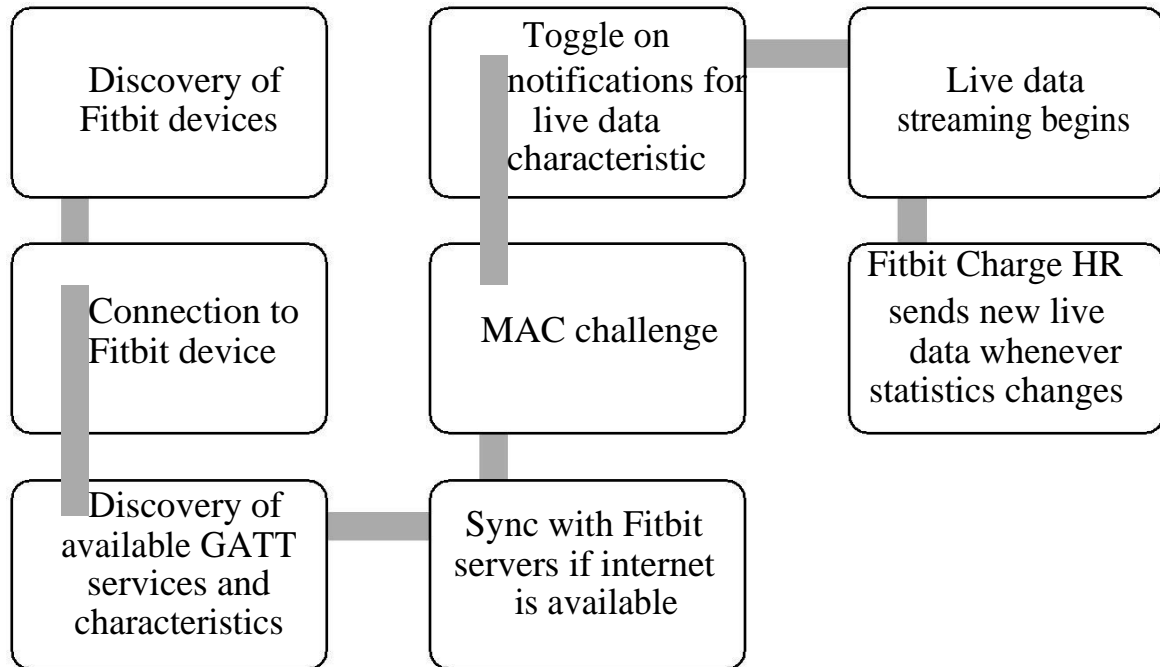 Discovery of
Fitbit devices
Connection to
Fitbit device
Discovery of
available GATT
services and
characteristics
Sync with Fitbit
servers if internet
is available
MAC challenge
Toggle on
notifications for
live data
characteristic
Live data
streaming begins
Fitbit Charge HR
sends new live
data whenever
statistics changes